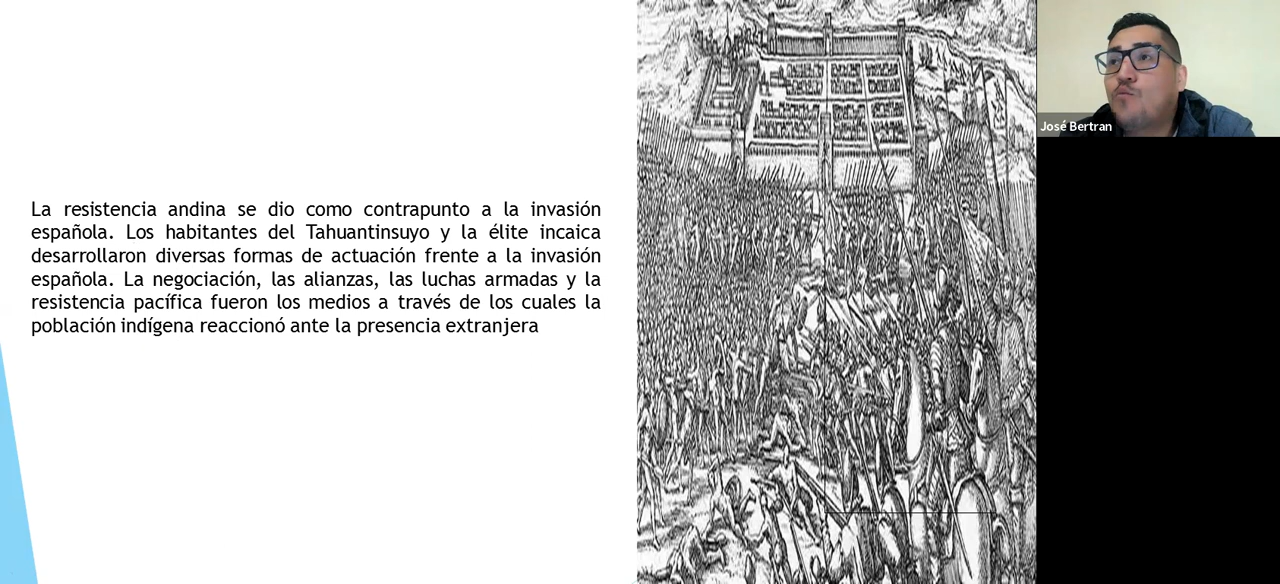 La resistencia andina se dio como contrapunto a la invasión
española. Los habitantes del Tahuantinsuyo y la élite incaica
desarrollaron diversas formas de actuación frente a la invasión
española. La negociación, las alianzas, las luchas armadas y la
resistencia pacífica fueron los medios a través de los cuales la
población indígena reaccionó ante la presencia extranjera
José Bertran